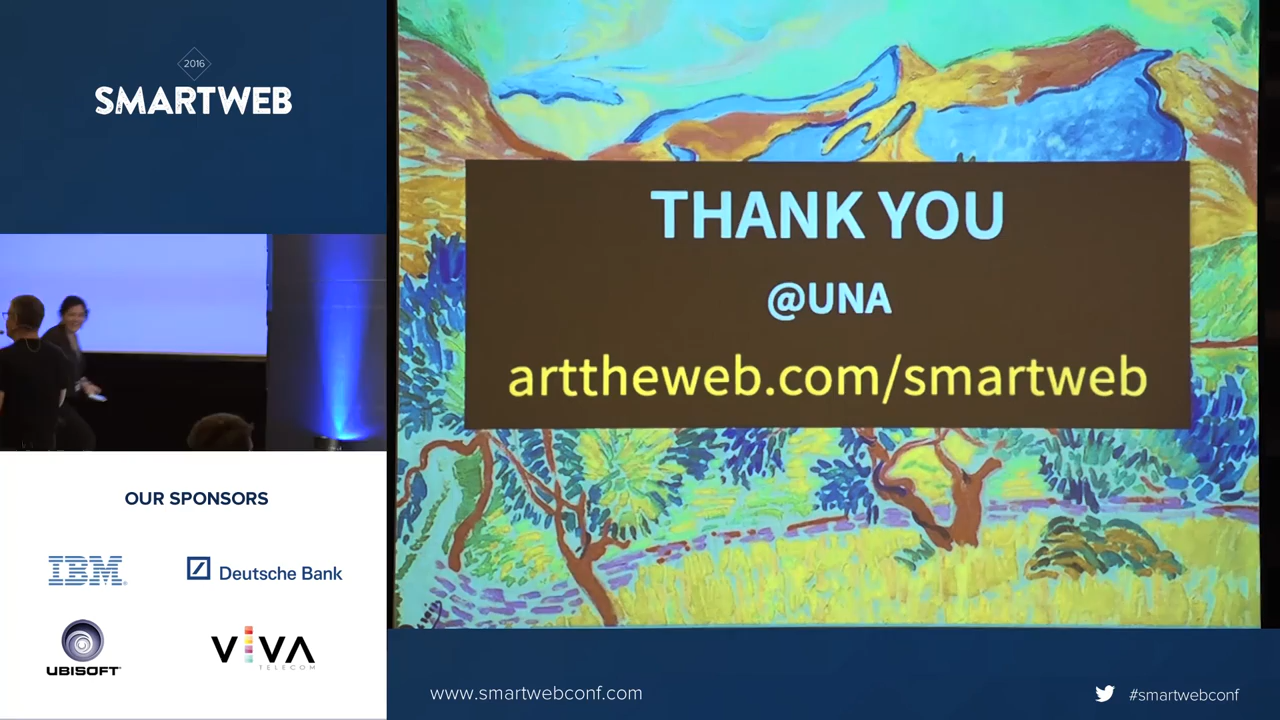 2016
SMARTWEB
THANK YOU
@UNA
arttheweb.com/smartweb
OUR SPONSORS
IBM
Deutsche Bank
UBISOFT
VIVA
TELECOM
www.smartwebconf.com
#smartwebconf